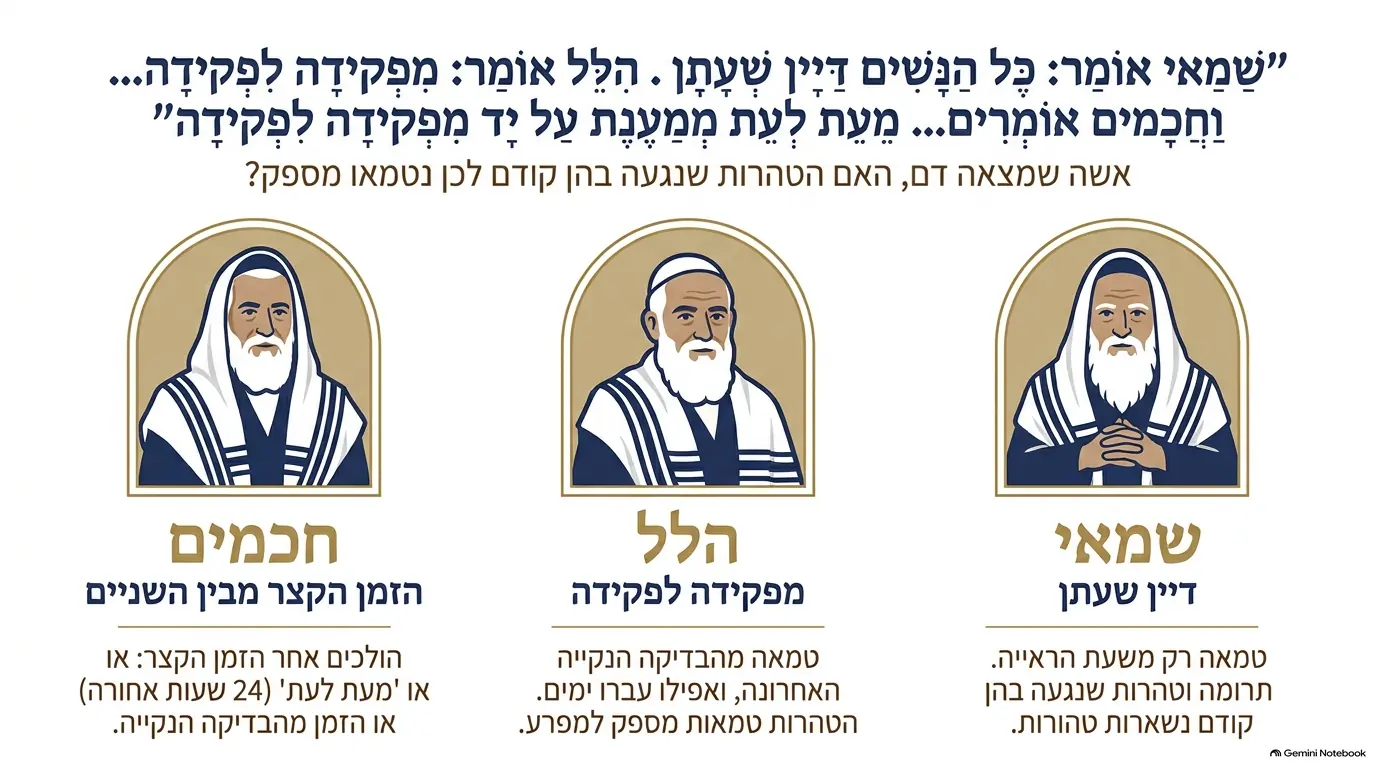 "שַׁמַאי אוֹמַר: כָּל הַנָּשִׁים דַּיָין שְׁעָתָן . הִלֵּל אוֹמַר: מִפְקִידָה לִפְקִידָה...
וַחֲכָמִים אוֹמְרִים... מֵעֵת לְעֵת מְמַעֶנֶת עַל יָד מִפְקִידָה לִפְקִידָה"
אשה שמצאה דם, האם הטהרות שנגעה בהן קודם לכן נטמאו מספק?
שמאי
דיין שעתן
טמאה רק משעת הראייה.
תרומה וטהרות שנגעה בהן
קודם נשארות טהורות.
הלל
מפקידה לפקידה
טמאה מהבדיקה הנקייה
האחרונה, ואפילו עברו ימים.
הטהרות טמאות מספק למפרע.
חכמים
הזמן הקצר מבין השניים
הולכים אחר הזמן הקצר: או
או 'מעת לעת' (24 שעות אחורה)
או הזמן מהבדיקה הנקייה.
Gemini Notebook